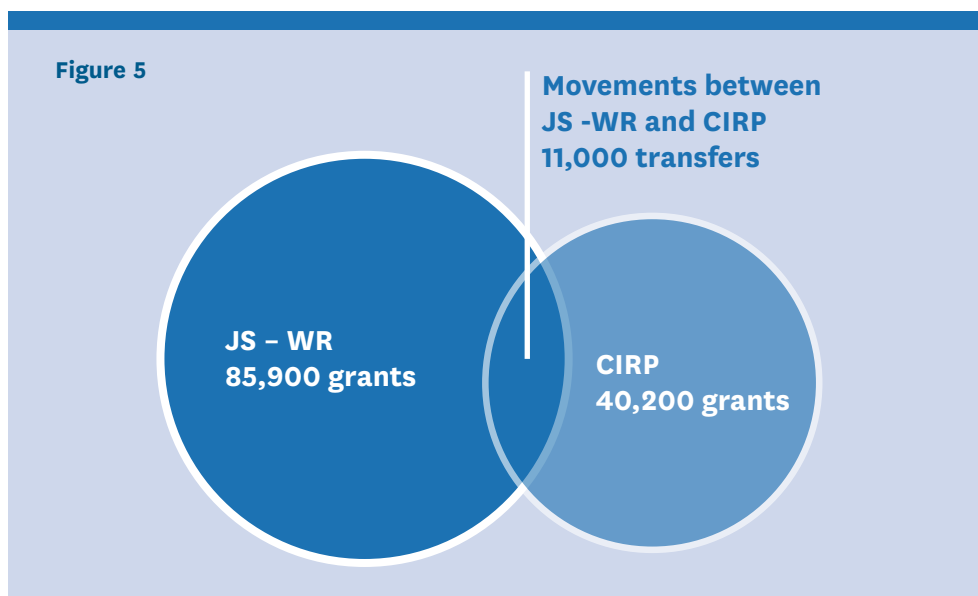 Figure 5
Movements between
JS -WR and CIRP
11,000 transfers
JS – WR
85,900 grants
CIRP
40,200 grants